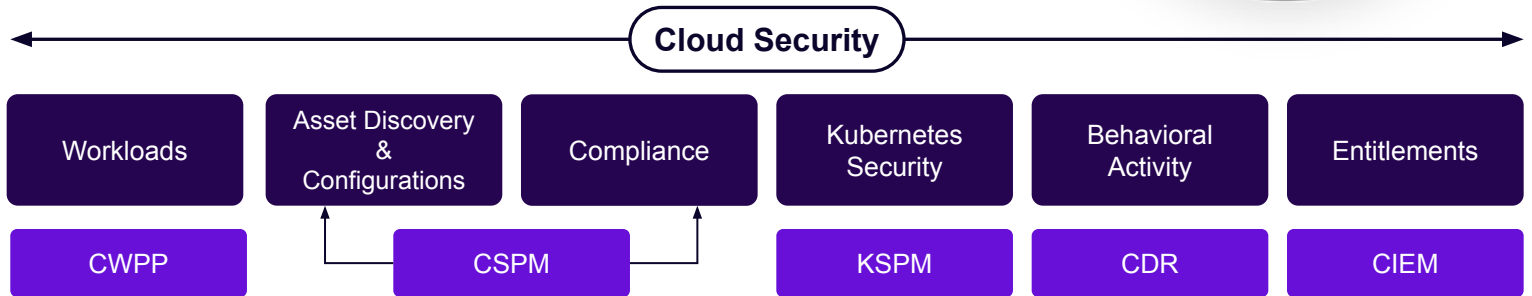 Cloud Security
Workloads
Asset Discovery
&
Configurations
Compliance
Kubernetes
Security
Behavioral
Activity
Entitlements
CWPP
CSPM
KSPM
CDR
CIEM